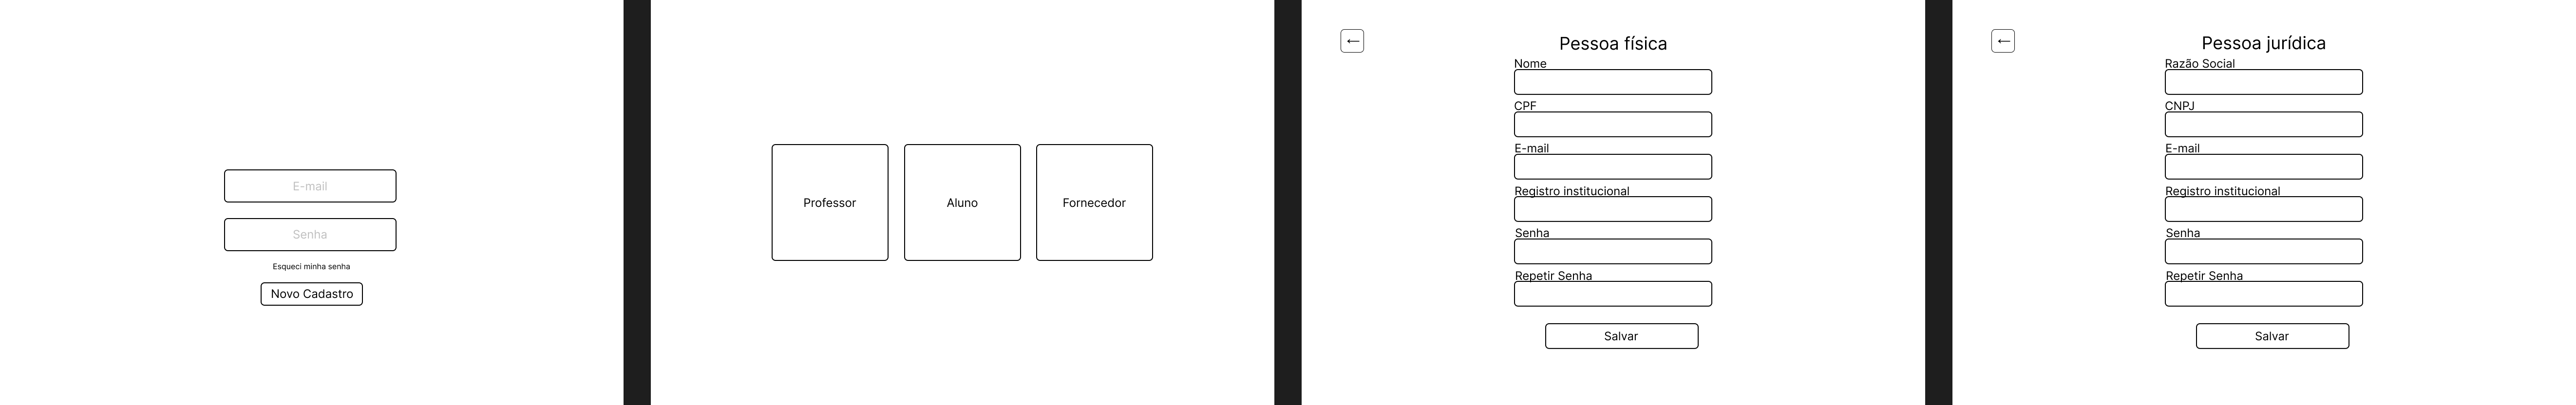 E-mail
Senha
Esqueci minha senha
Novo Cadastro
Professor
Aluno
Fornecedor
←
Pessoa física
Nome
CPF
E-mail
Registro institucional
Senha
Repetir Senha
Salvar
←
Pessoa jurídica
Razão Social
CNPJ
E-mail
Registro institucional
Senha
Repetir Senha
Salvar